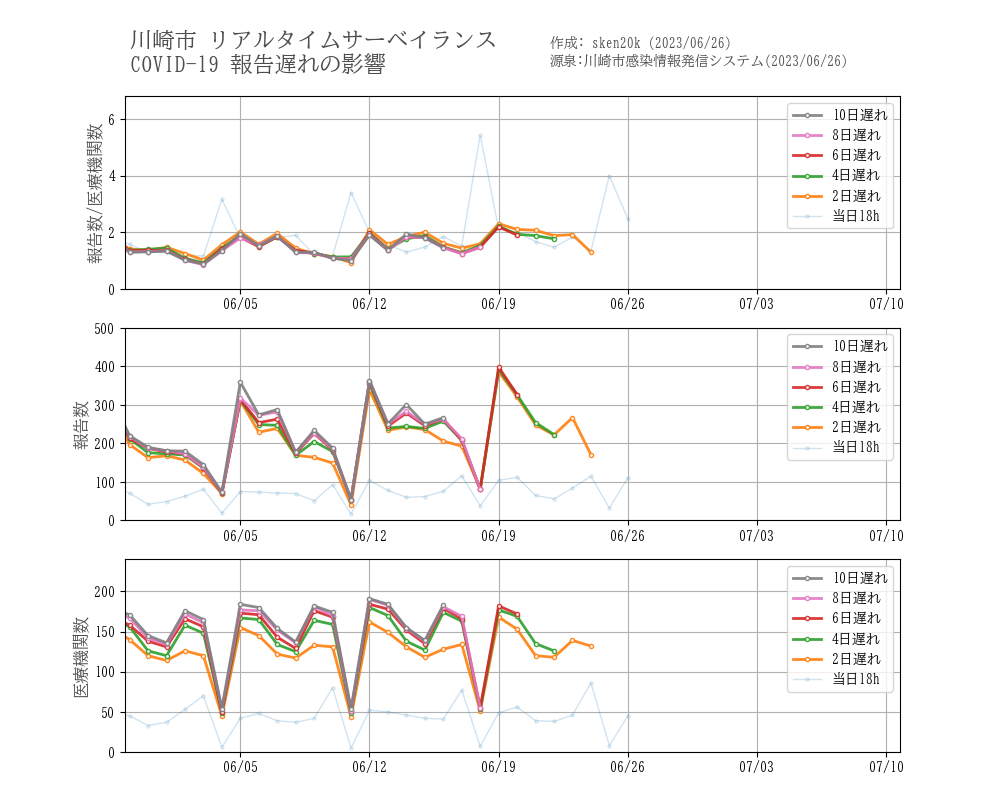 川崎市 リアルタイムサーベイランス
COVID-19 報告遅れの影響
作成: sken20k (2023/06/26)
源泉:川崎市感染情報発信システム(2023/06/26)
報告数/医療機関数
6
4
2
0
10日遅れ
8日遅れ
6日遅れ
4日遅れ
2日遅れ
当日18h
06/05
06/12
06/19
06/26
07/03
07/10
報告数
500
400
300
200
100
0
10日遅れ
8日遅れ
6日遅れ
4日遅れ
2日遅れ
当日18h
06/05
06/12
06/19
06/26
07/03
07/10
医療機関数
200
150
100
50
0
10日遅れ
8日遅れ
6日遅れ
4日遅れ
2日遅れ
当日18h
06/05
06/12
06/19
06/26
07/03
07/10